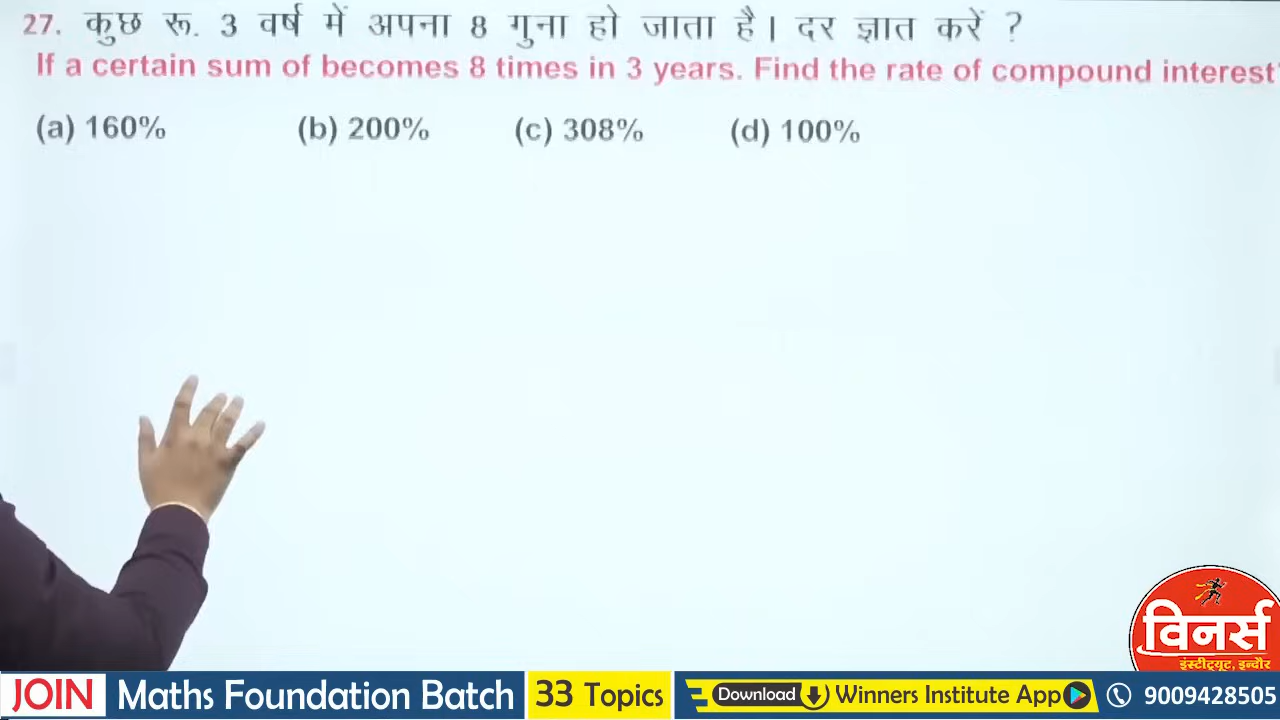 27. कुछ रू. 3 वर्ष में अपना 8 गुना हो जाता है। दर ज्ञात करें ?
If a certain sum of becomes 8 times in 3 years. Find the rate of compound interest?
(a) 160% (b) 200% (c) 308% (d) 100%
विनर्स
इंस्टीट्यूट, इन्दौर
JOIN Maths Foundation Batch 33 Topics Download Winners Institute App 9009428505